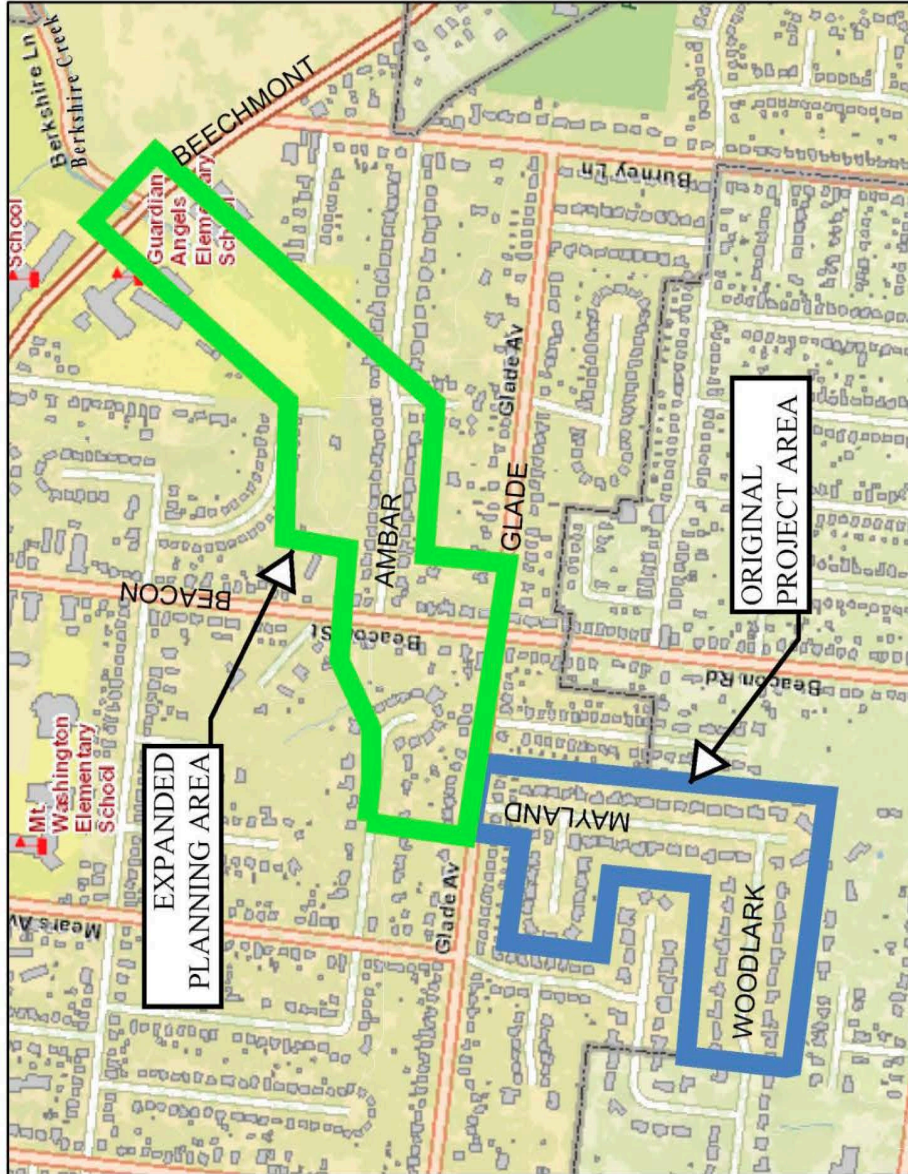 Berkshire Ln
Berkshire Creek
BEECHMONT
School
Guardian
Angels
Elementary
School
Burney Ln
Glade Av
GLADE
AMBAR
BEACON
Beacon St
ORIGINAL
PROJECT AREA
Beacon Rd
EXPANDED
PLANNING AREA
Mt.
Washington
Elementary
School
Mears Av
Glade Av
MAYLAND
WOODLARK